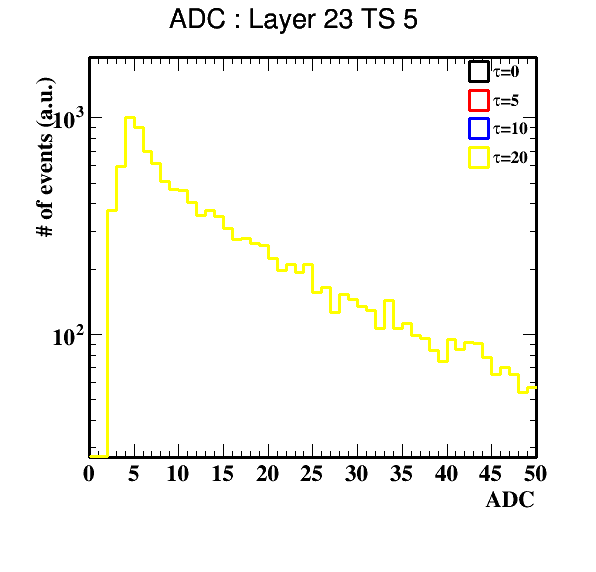 ADC : Layer 23 TS 5
# of events (a.u.)
10³
10²
τ=0
τ=5
τ=10
τ=20
0 5 10 15 20 25 30 35 40 45 50
ADC